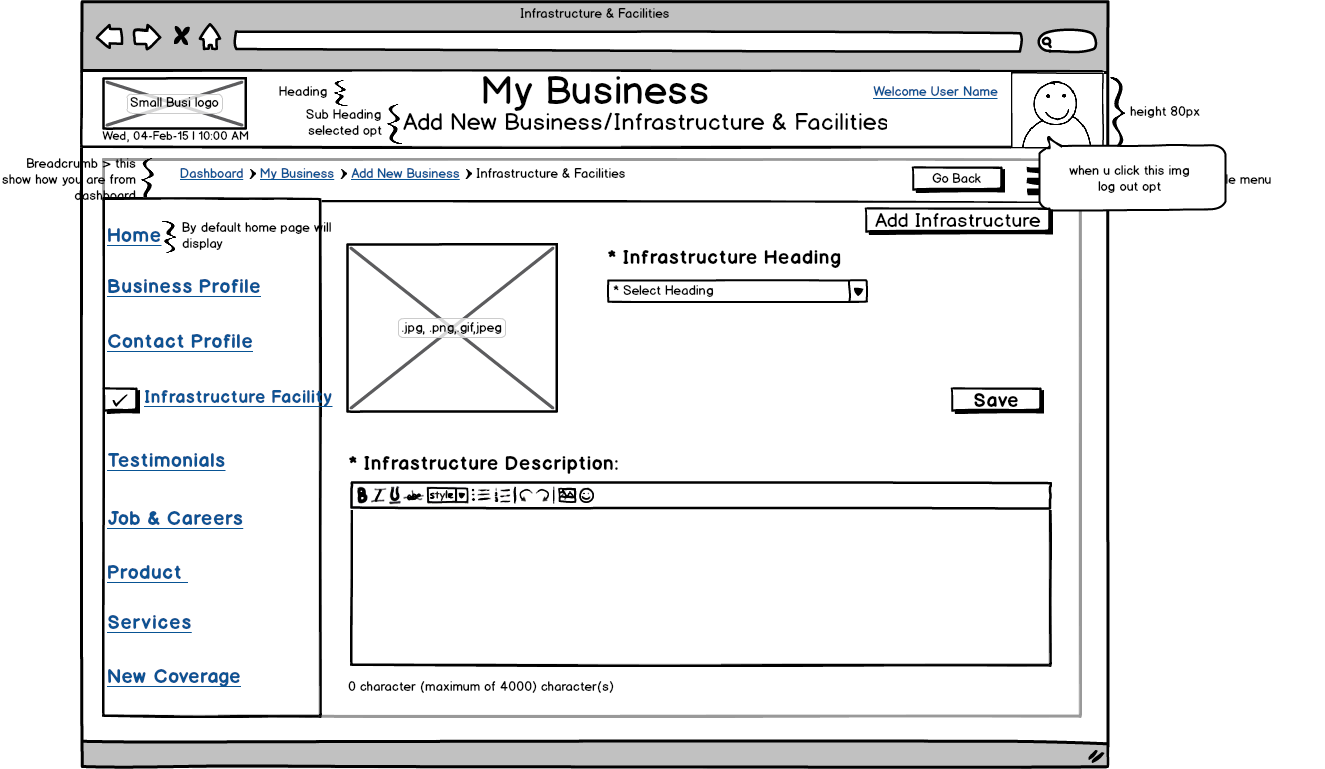 Infrastructure & Facilities
Small Busi logo
Wed, 04-Feb-15 | 10:00 AM
Heading
My Business
Sub Heading
selected opt
Add New Business/Infrastructure & Facilities
Welcome User Name
height 80px
Breadcrumb > this
show how you are from
dashboard
Dashboard
My Business
Add New Business
Infrastructure & Facilities
Go Back
when u click this img
log out opt
le menu
Add Infrastructure
Home
By default home page will
display
Business Profile
Contact Profile
Infrastructure Facility
Testimonials
Job & Careers
Product
Services
New Coverage
.jpg, .png,.gif,jpeg
* Infrastructure Heading
* Select Heading
Save
* Infrastructure Description:
B I U abc style
0 character (maximum of 4000) character(s)